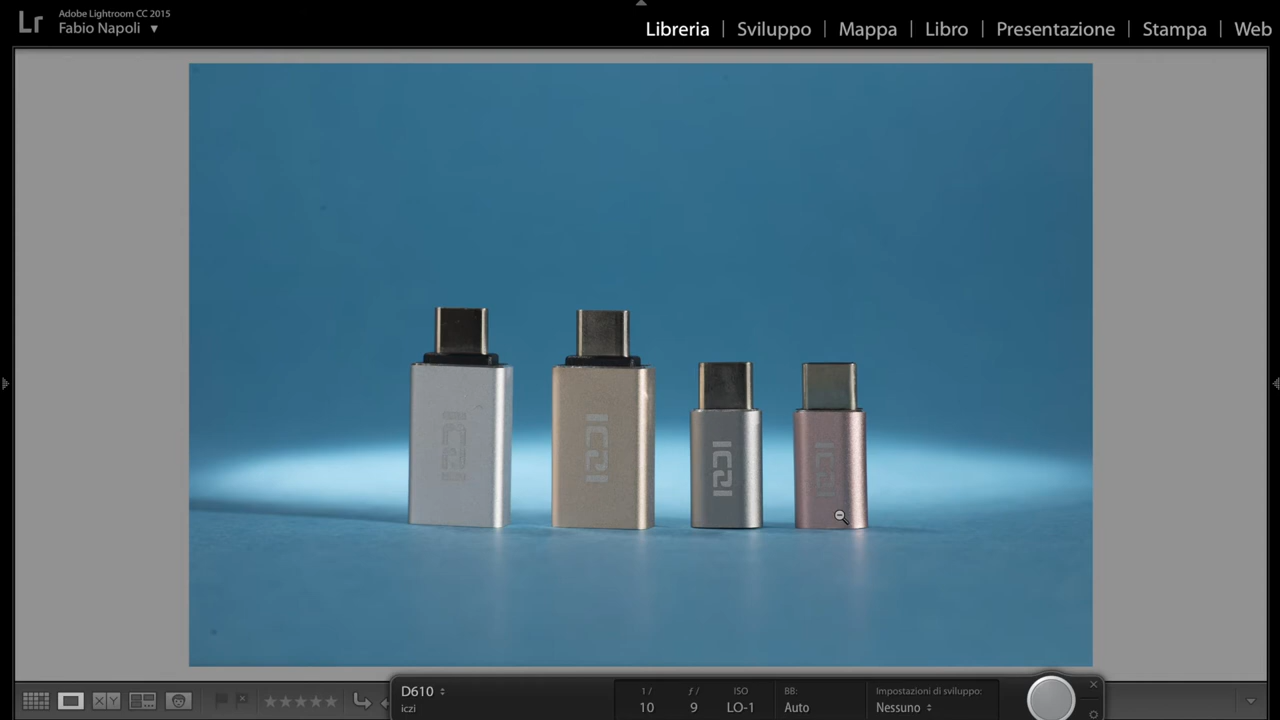 Lr
Adobe Lightroom CC 2015
Fabio Napoli
Libreria | Sviluppo | Mappa | Libro | Presentazione | Stampa | Web
ICZI
ICZI
ICZI
ICZI
XY
D610
iczi
1 /
10
ƒ /
9
ISO
LO-1
BB:
Auto
Impostazioni di sviluppo:
Nessuno